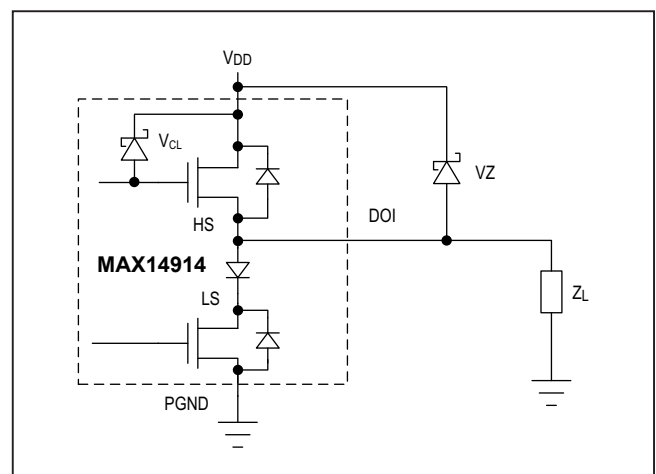 VDD
VCL
VZ
HS
DOI
MAX14914
LS
ZL
PGND